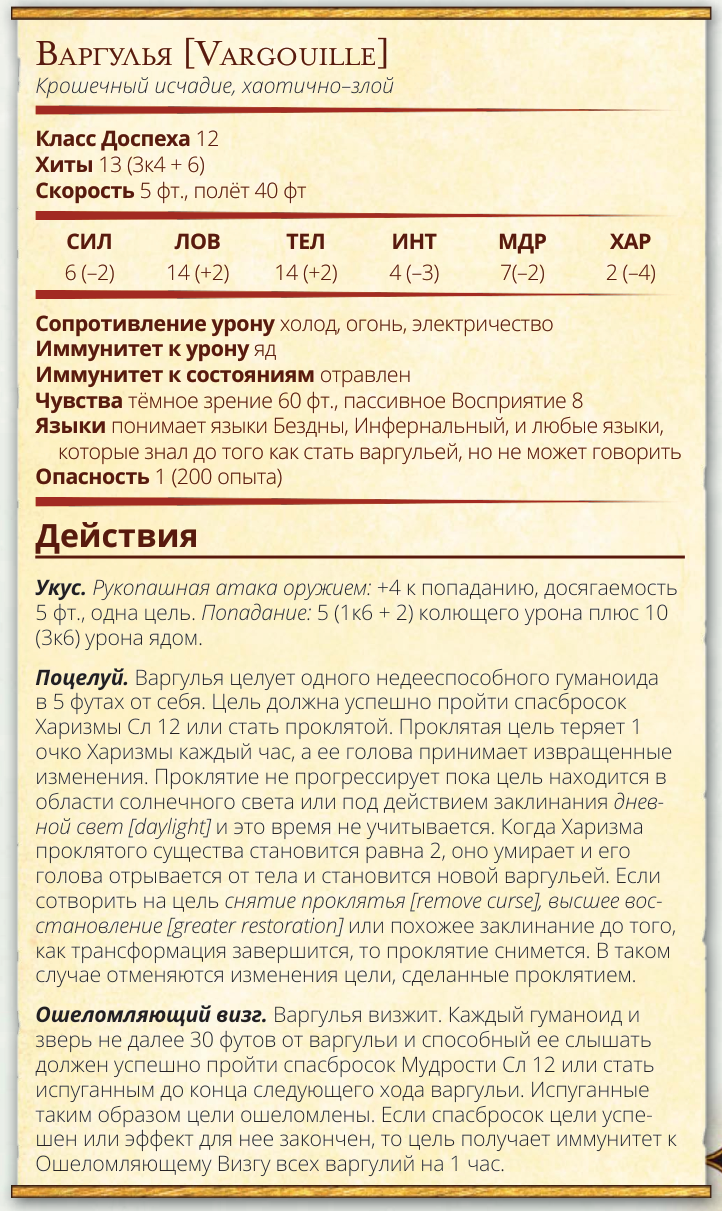 Варгулья [Vargouille]
Крошечный исчадие, хаотично–злой
Класс Доспеха 12
Хиты 13 (3к4 + 6)
Скорость 5 фт., полёт 40 фт
СИЛ ЛОВ ТЕЛ ИНТ МДР ХАР
6 (–2) 14 (+2) 14 (+2) 4 (–3) 7(–2) 2 (–4)
Сопротивление урону холод, огонь, электричество
Иммунитет к урону яд
Иммунитет к состояниям отравлен
Чувства тёмное зрение 60 фт., пассивное Восприятие 8
Языки понимает языки Бездны, Инфернальный, и любые языки,
которые знал до того как стать варгульей, но не может говорить
Опасность 1 (200 опыта)
Действия
Укус. Рукопашная атака оружием: +4 к попаданию, досягаемость
5 фт., одна цель. Попадание: 5 (1к6 + 2) колющего урона плюс 10
(3к6) урона ядом.
Поцелуй. Варгулья целует одного недееспособного гуманоида
в 5 футах от себя. Цель должна успешно пройти спасбросок
Харизмы Сл 12 или стать проклятой. Проклятая цель теряет 1
очко Харизмы каждый час, а ее голова принимает извращенные
изменения. Проклятие не прогрессирует пока цель находится в
области солнечного света или под действием заклинания днев-
ной свет [daylight] и это время не учитывается. Когда Харизма
проклятого существа становится равна 2, оно умирает и его
голова отрывается от тела и становится новой варгульей. Если
сотворить на цель снятие проклятья [remove curse], высшее вос-
становление [greater restoration] или похожее заклинание до того,
как трансформация завершится, то проклятие снимется. В таком
случае отменяются изменения цели, сделанные проклятием.
Ошеломляющий визг. Варгулья визжит. Каждый гуманоид и
зверь не далее 30 футов от варгульи и способный ее слышать
должен успешно пройти спасбросок Мудрости Сл 12 или стать
испуганным до конца следующего хода варгульи. Испуганные
таким образом цели ошеломлены. Если спасбросок цели успе-
шен или эффект для нее закончен, то цель получает иммунитет к
Ошеломляющему Визгу всех варгулий на 1 час.